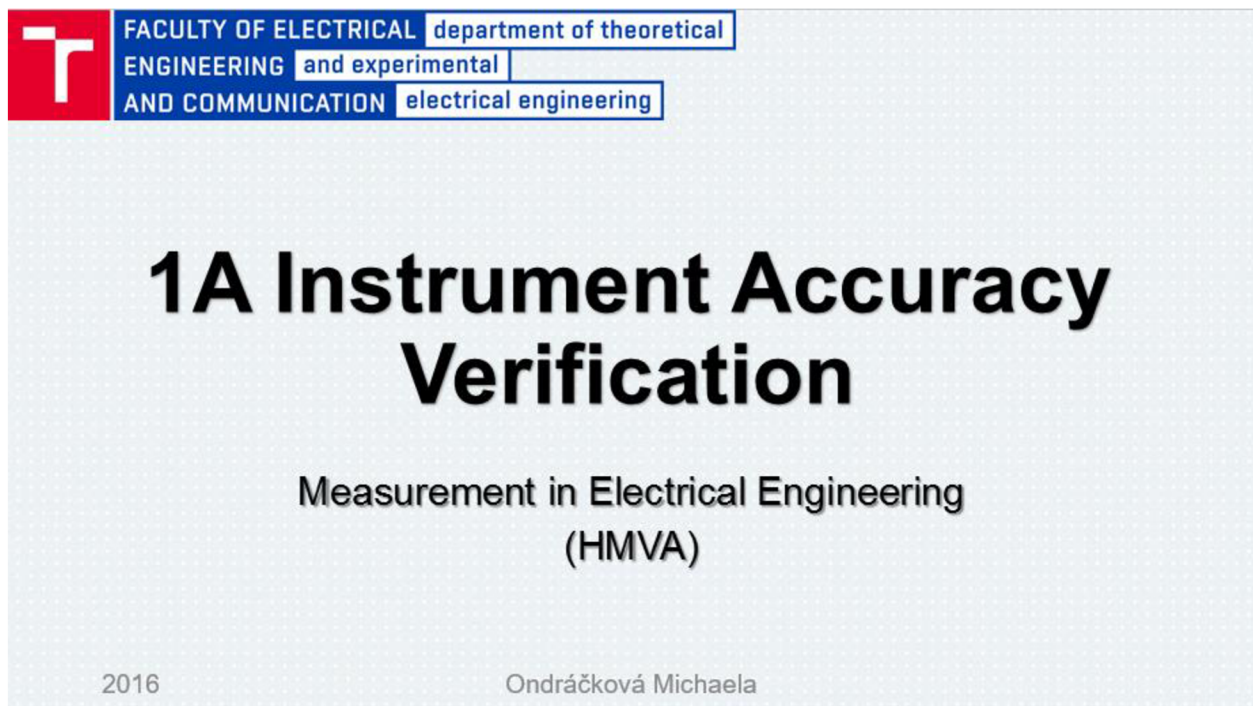 FACULTY OF ELECTRICAL department of theoretical
ENGINEERING and experimental
AND COMMUNICATION electrical engineering
1A Instrument Accuracy
Verification
Measurement in Electrical Engineering
(HMVA)
2016 Ondráčková Michaela